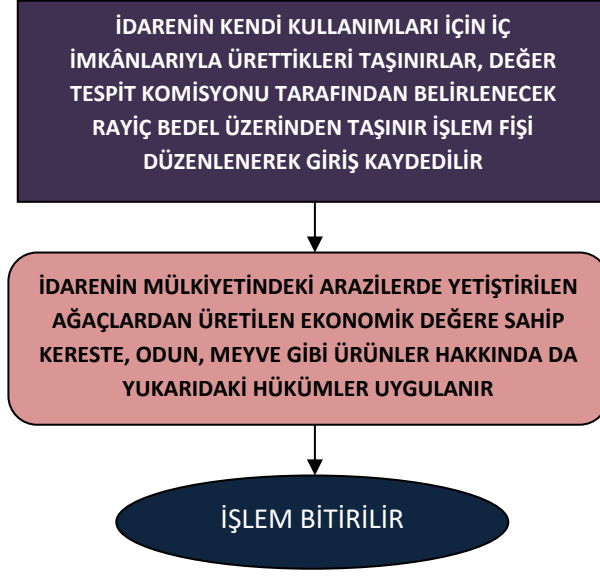 İDARENİN KENDİ KULLANIMLARI İÇİN İÇ
İMKÂNLARIYLA ÜRETTİKLERİ TAŞINIRLAR, DEĞER
TESPİT KOMİSYONU TARAFINDAN BELİRLENECEK
RAYİÇ BEDEL ÜZERİNDEN TAŞINIR İŞLEM FİŞİ
DÜZENLENEREK GİRİŞ KAYDEDİLİR
İDARENİN MÜLKİYETİNDEKİ ARAZİLERDE YETİŞTİRİLEN
AĞAÇLARDAN ÜRETİLEN EKONOMİK DEĞERE SAHİP
KERESTE, ODUN, MEYVE GİBİ ÜRÜNLER HAKKINDA DA
YUKARIDAKİ HÜKÜMLER UYGULANIR
İŞLEM BİTİRİLİR